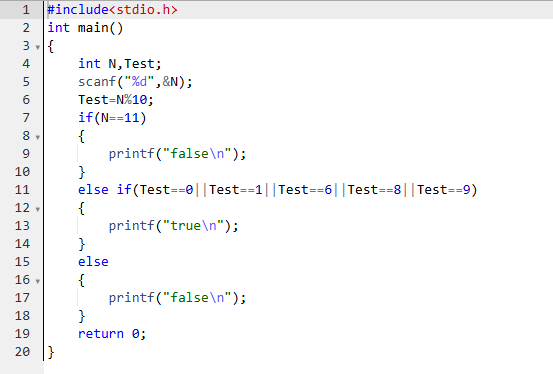 1 #include<stdio.h>
2 int main()
3 {
4     int N,Test;
5     scanf("%d",&N);
6     Test=N%10;
7     if(N==11)
8     {
9         printf("false\n");
10     }
11     else if(Test==0||Test==1||Test==6||Test==8||Test==9)
12     {
13         printf("true\n");
14     }
15     else
16     {
17         printf("false\n");
18     }
19     return 0;
20 }